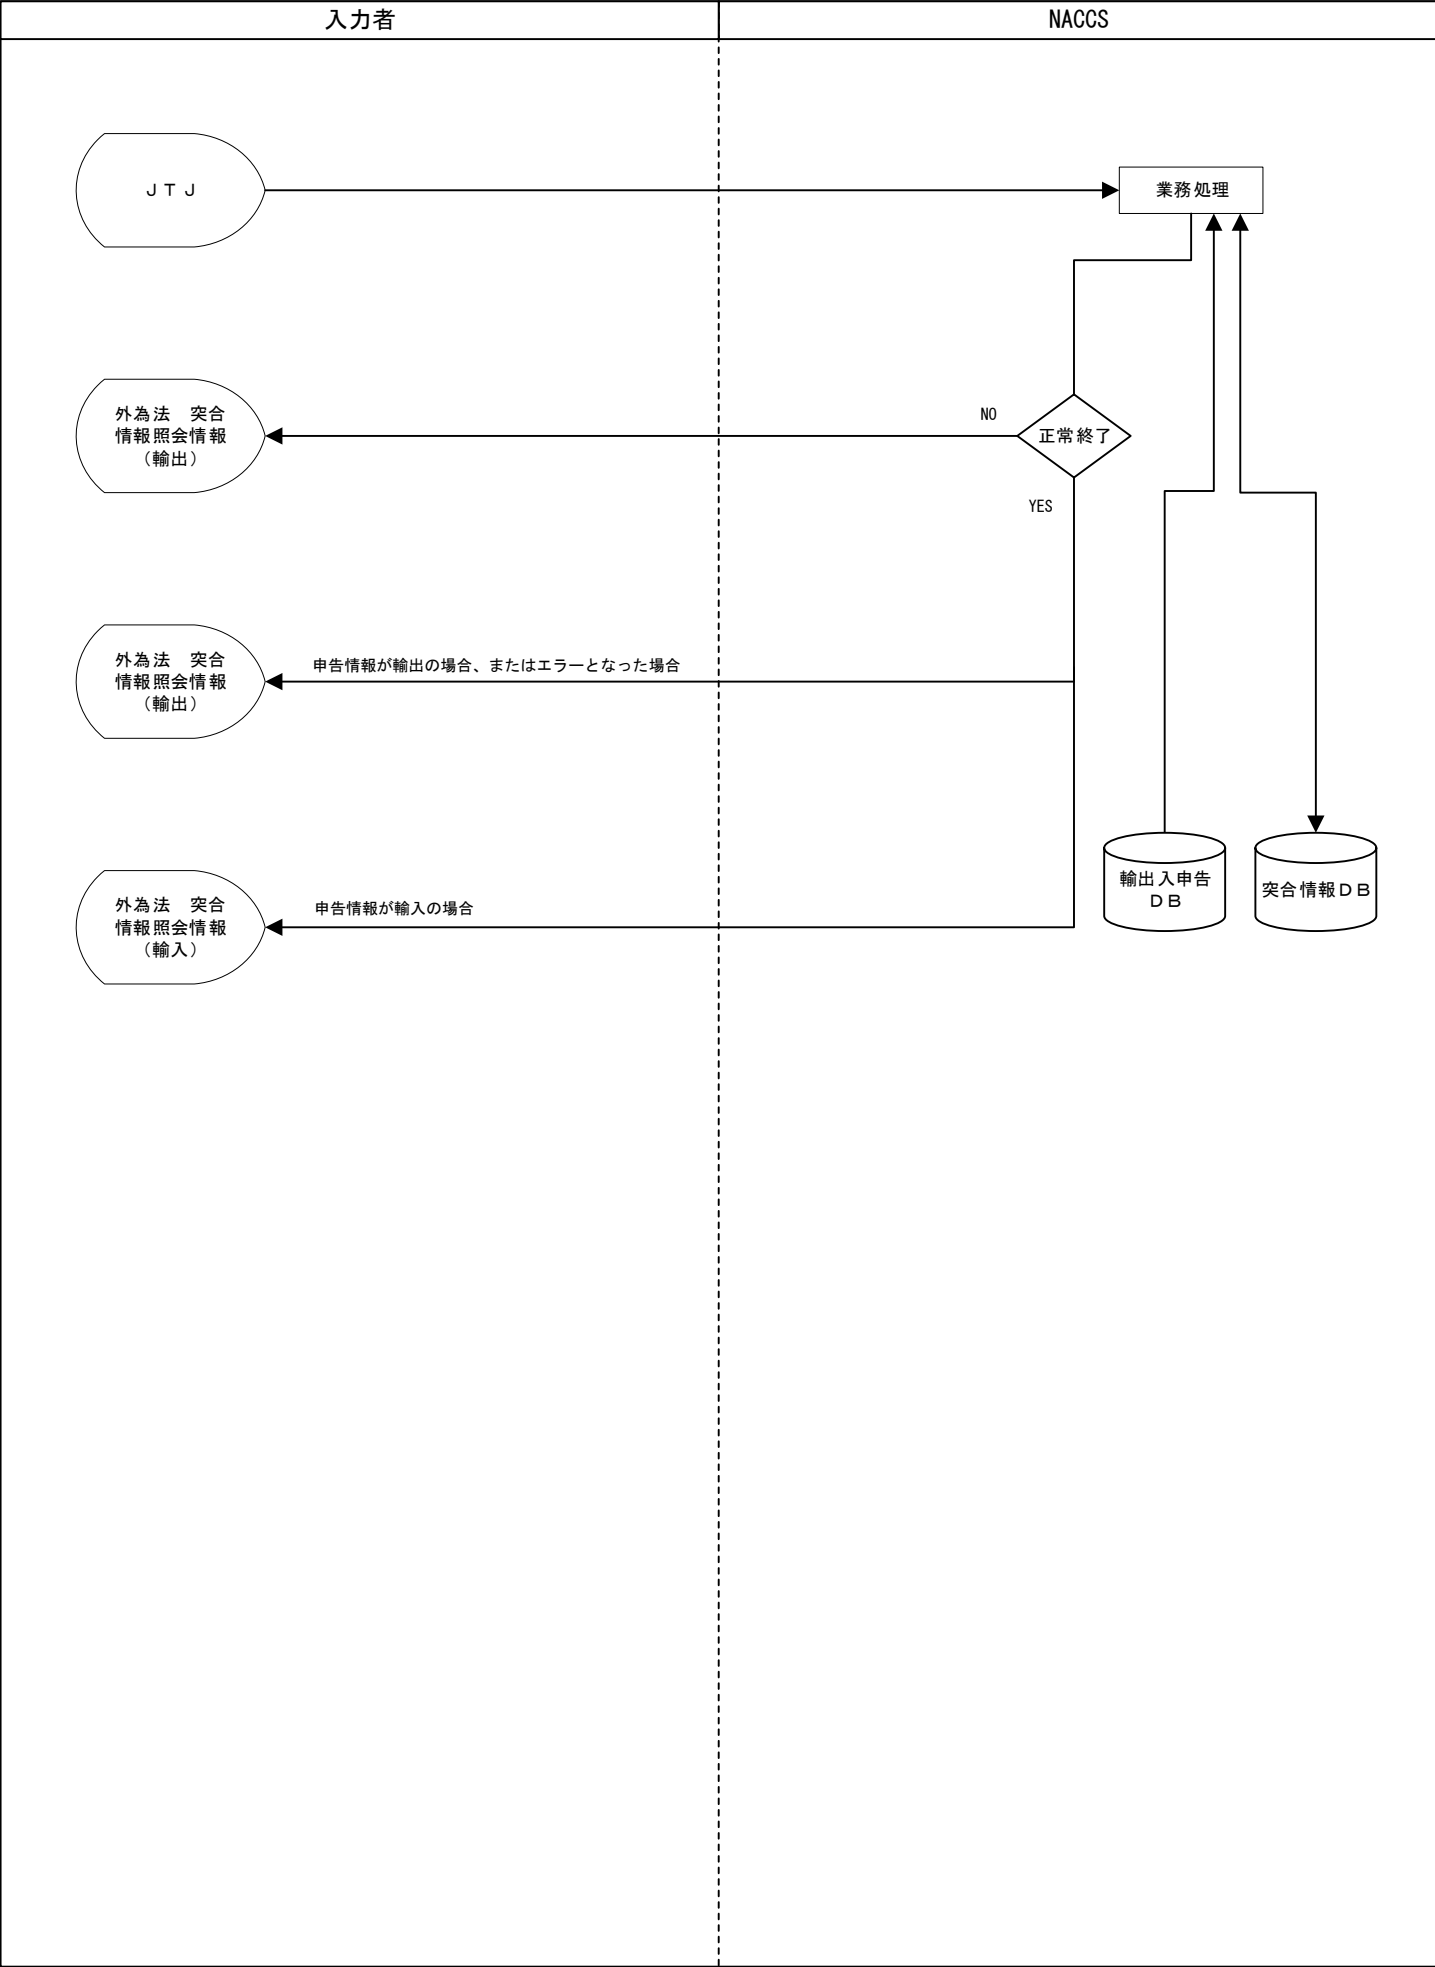 入力者
NACCS
ＪＴＪ
業務処理
外為法　突合
情報照会情報
（輸出）
NO
正常終了
YES
外為法　突合
情報照会情報
（輸出）
申告情報が輸出の場合、またはエラーとなった場合
外為法　突合
情報照会情報
（輸入）
申告情報が輸入の場合
輸出入申告
ＤＢ
突合情報ＤＢ